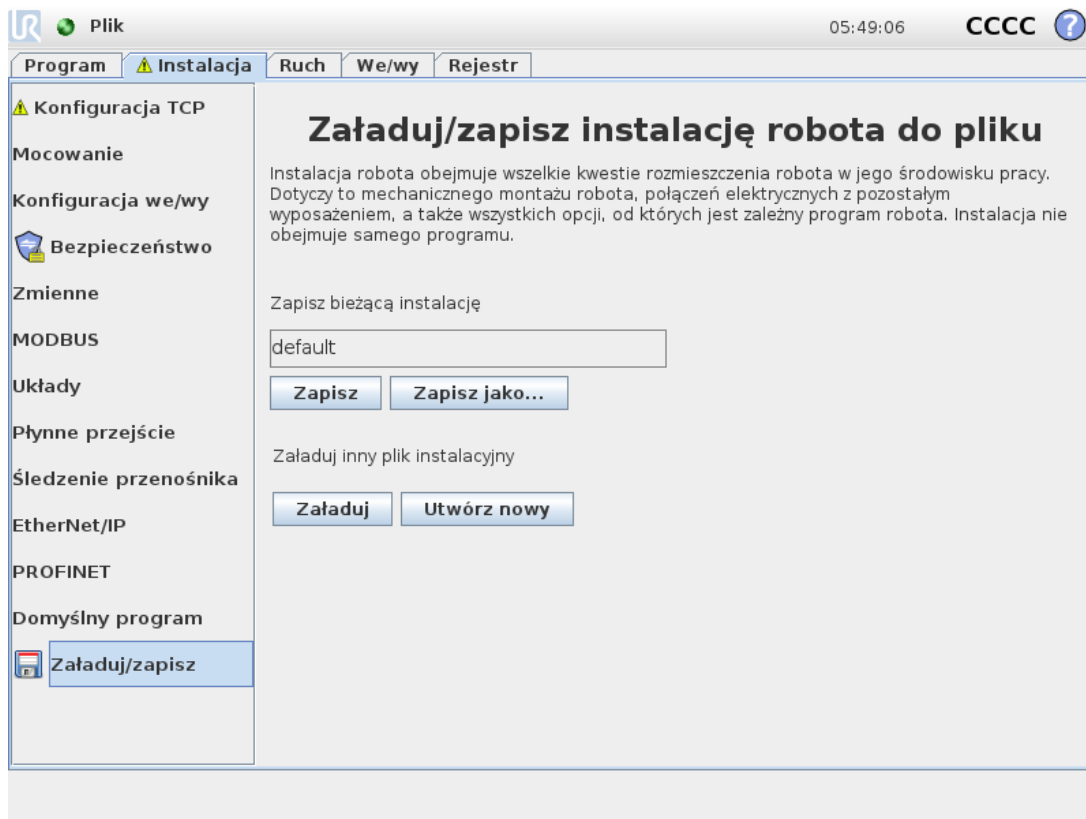 UR Plik 05:49:06 CCCC ?
Program Instalacja Ruch We/wy Rejestr
Konfiguracja TCP
Mocowanie
Konfiguracja we/wy
Bezpieczeństwo
Zmienne
MODBUS
Układy
Płynne przejście
Śledzenie przenośnika
EtherNet/IP
PROFINET
Domyślny program
Załaduj/zapisz
Załaduj/zapisz instalację robota do pliku
Instalacja robota obejmuje wszelkie kwestie rozmieszczenia robota w jego środowisku pracy.
Dotyczy to mechanicznego montażu robota, połączeń elektrycznych z pozostałym
wyposażeniem, a także wszystkich opcji, od których jest zależny program robota. Instalacja nie
obejmuje samego programu.
Zapisz bieżącą instalację
default
Zapisz Zapisz jako...
Załaduj inny plik instalacyjny
Załaduj Utwórz nowy